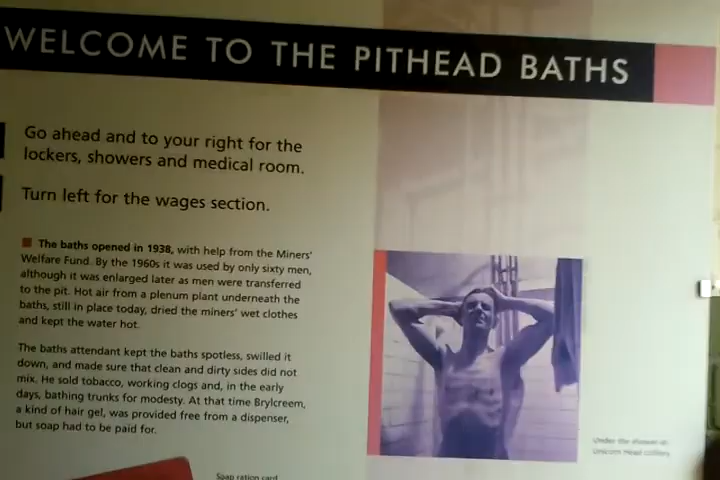 WELCOME TO THE PITHEAD BATHS
Go ahead and to your right for the
lockers, showers and medical room.
Turn left for the wages section.
The baths opened in 1938, with help from the Miners'
Welfare Fund. By the 1960s it was used by only sixty men,
although it was enlarged later as men were transferred
to the pit. Hot air from a plenum plant underneath the
baths, still in place today, dried the miners' wet clothes
and kept the water hot.
The baths attendant kept the baths spotless, swilled it
down, and made sure that clean and dirty sides did not
mix. He sold tobacco, working clogs and, in the early
days, bathing trunks for modesty. At that time Brylcreem,
a kind of hair gel, was provided free from a dispenser,
but soap had to be paid for.
Under the shower at
Head colliery
Soap ration card